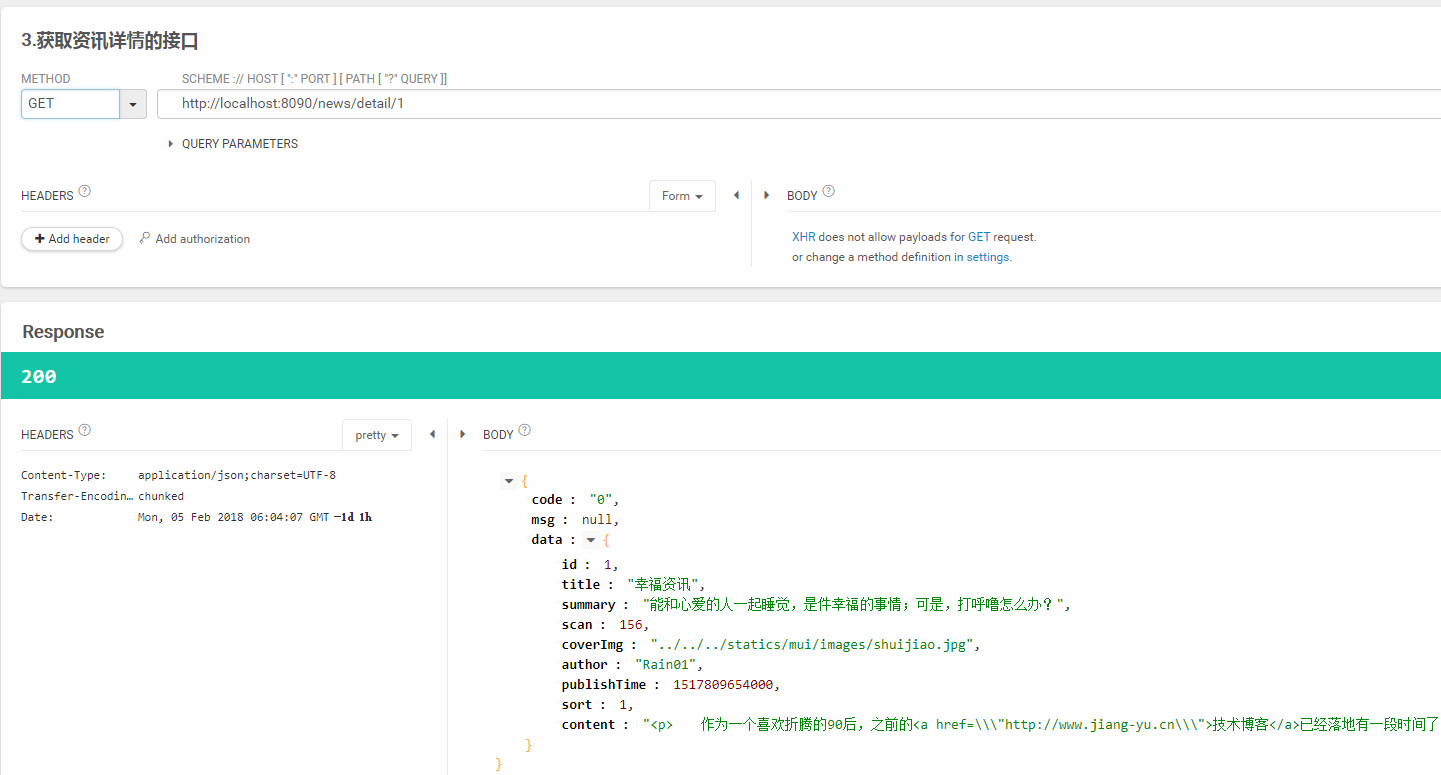 3.获取资讯详情的接口
METHOD
SCHEME :// HOST [ ":" PORT ] [ PATH [ "?" QUERY ]]
GET
http://localhost:8090/news/detail/1
QUERY PARAMETERS
HEADERS ?
Form
BODY ?
+ Add header
Add authorization
XHR does not allow payloads for GET request.
or change a method definition in settings.
Response
200
HEADERS ?
pretty
BODY ?
Content-Type: application/json;charset=UTF-8
Transfer-Encodin… chunked
Date: Mon, 05 Feb 2018 06:04:07 GMT −1d 1h
{
code : "0",
msg : null,
data : {
id : 1,
title : "幸福资讯",
summary : "能和心爱的人一起睡觉，是件幸福的事情；可是，打呼噜怎么办？",
scan : 156,
coverImg : "../../../statics/mui/images/shuijiao.jpg",
author : "Rain01",
publishTime : 1517809654000,
sort : 1,
content : "<p>　　作为一个喜欢折腾的90后，之前的<a href=\\\"http://www.jiang-yu.cn\\\">技术博客</a>已经落地有一段时间了
}
}